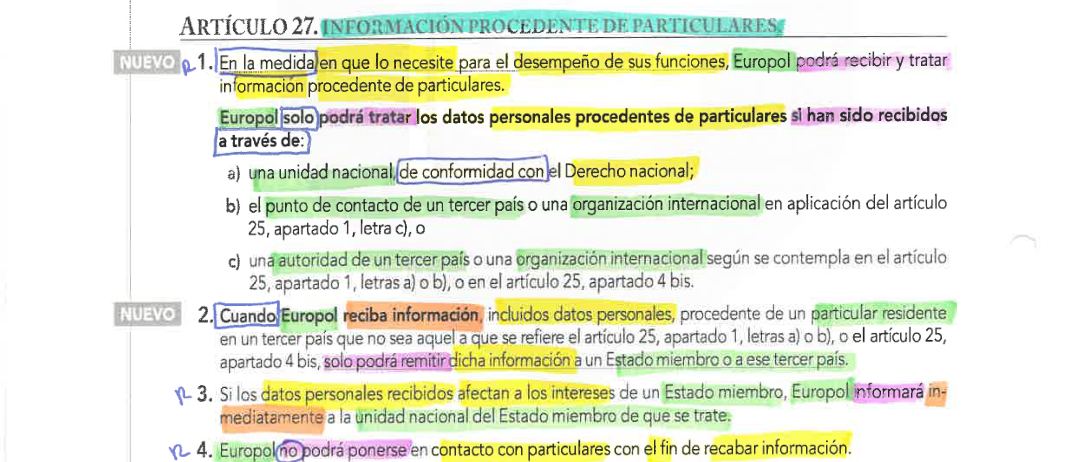 ARTÍCULO 27. INFORMACIÓN PROCEDENTE DE PARTICULARES
NUEVO 1. En la medida en que lo necesite para el desempeño de sus funciones, Europol podrá recibir y tratar
información procedente de particulares.
Europol solo podrá tratar los datos personales procedentes de particulares si han sido recibidos
a través de:
a) una unidad nacional, de conformidad con el Derecho nacional;
b) el punto de contacto de un tercer país o una organización internacional en aplicación del artículo
25, apartado 1, letra c), o
c) una autoridad de un tercer país o una organización internacional según se contempla en el artículo
25, apartado 1, letras a) o b), o en el artículo 25, apartado 4 bis.
NUEVO 2. Cuando Europol reciba información, incluidos datos personales, procedente de un particular residente
en un tercer país que no sea aquel a que se refiere el artículo 25, apartado 1, letras a) o b), o el artículo 25,
apartado 4 bis, solo podrá remitir dicha información a un Estado miembro o a ese tercer país.
3. Si los datos personales recibidos afectan a los intereses de un Estado miembro, Europol informará in-
mediatamente a la unidad nacional del Estado miembro de que se trate.
4. Europol no podrá ponerse en contacto con particulares con el fin de recabar información.